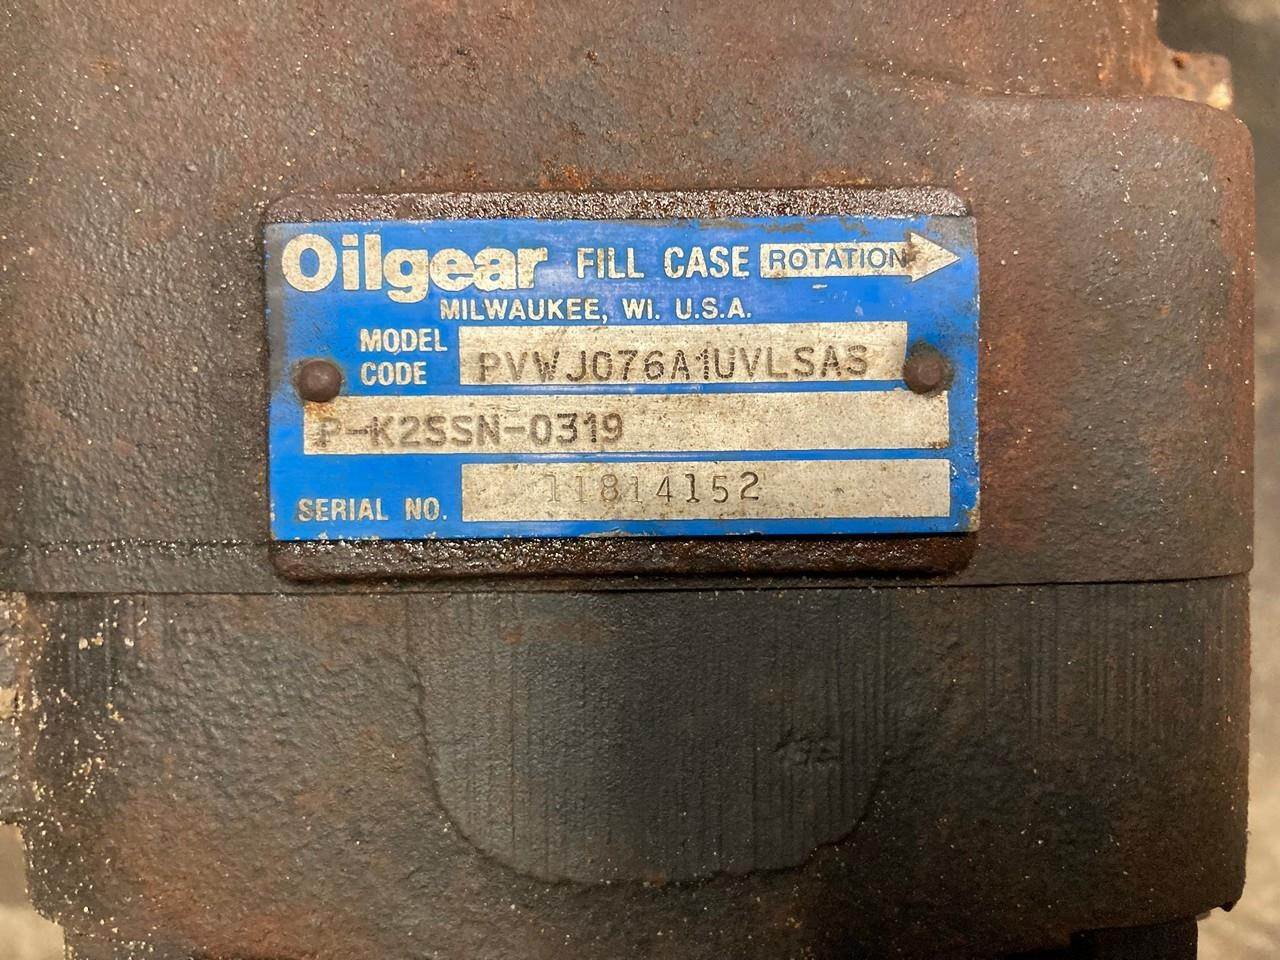 Oilgear FILL CASE ROTATION
MILWAUKEE, WI. U.S.A.
MODEL CODE PVWJ076A1UVLSAS
P-K2SSN-0319
SERIAL NO. 11814152